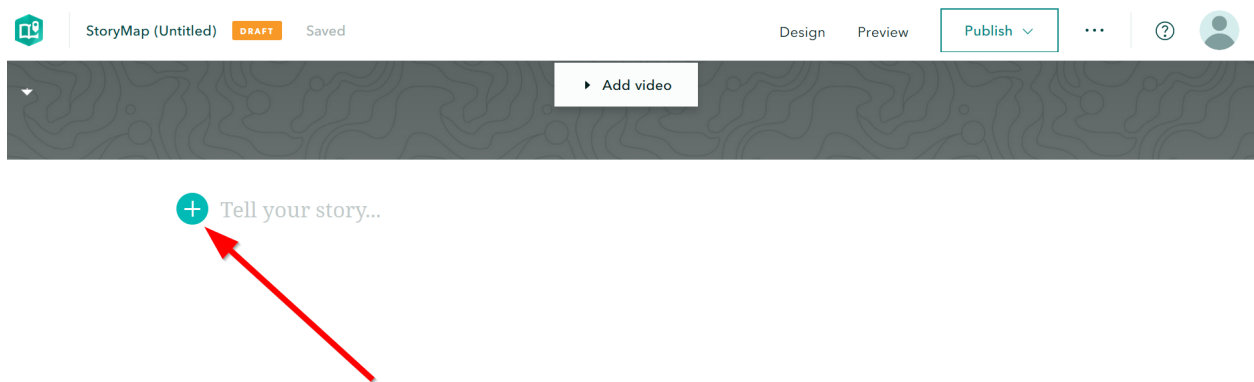 StoryMap (Untitled) DRAFT Saved Design Preview Publish
Add video
Tell your story...